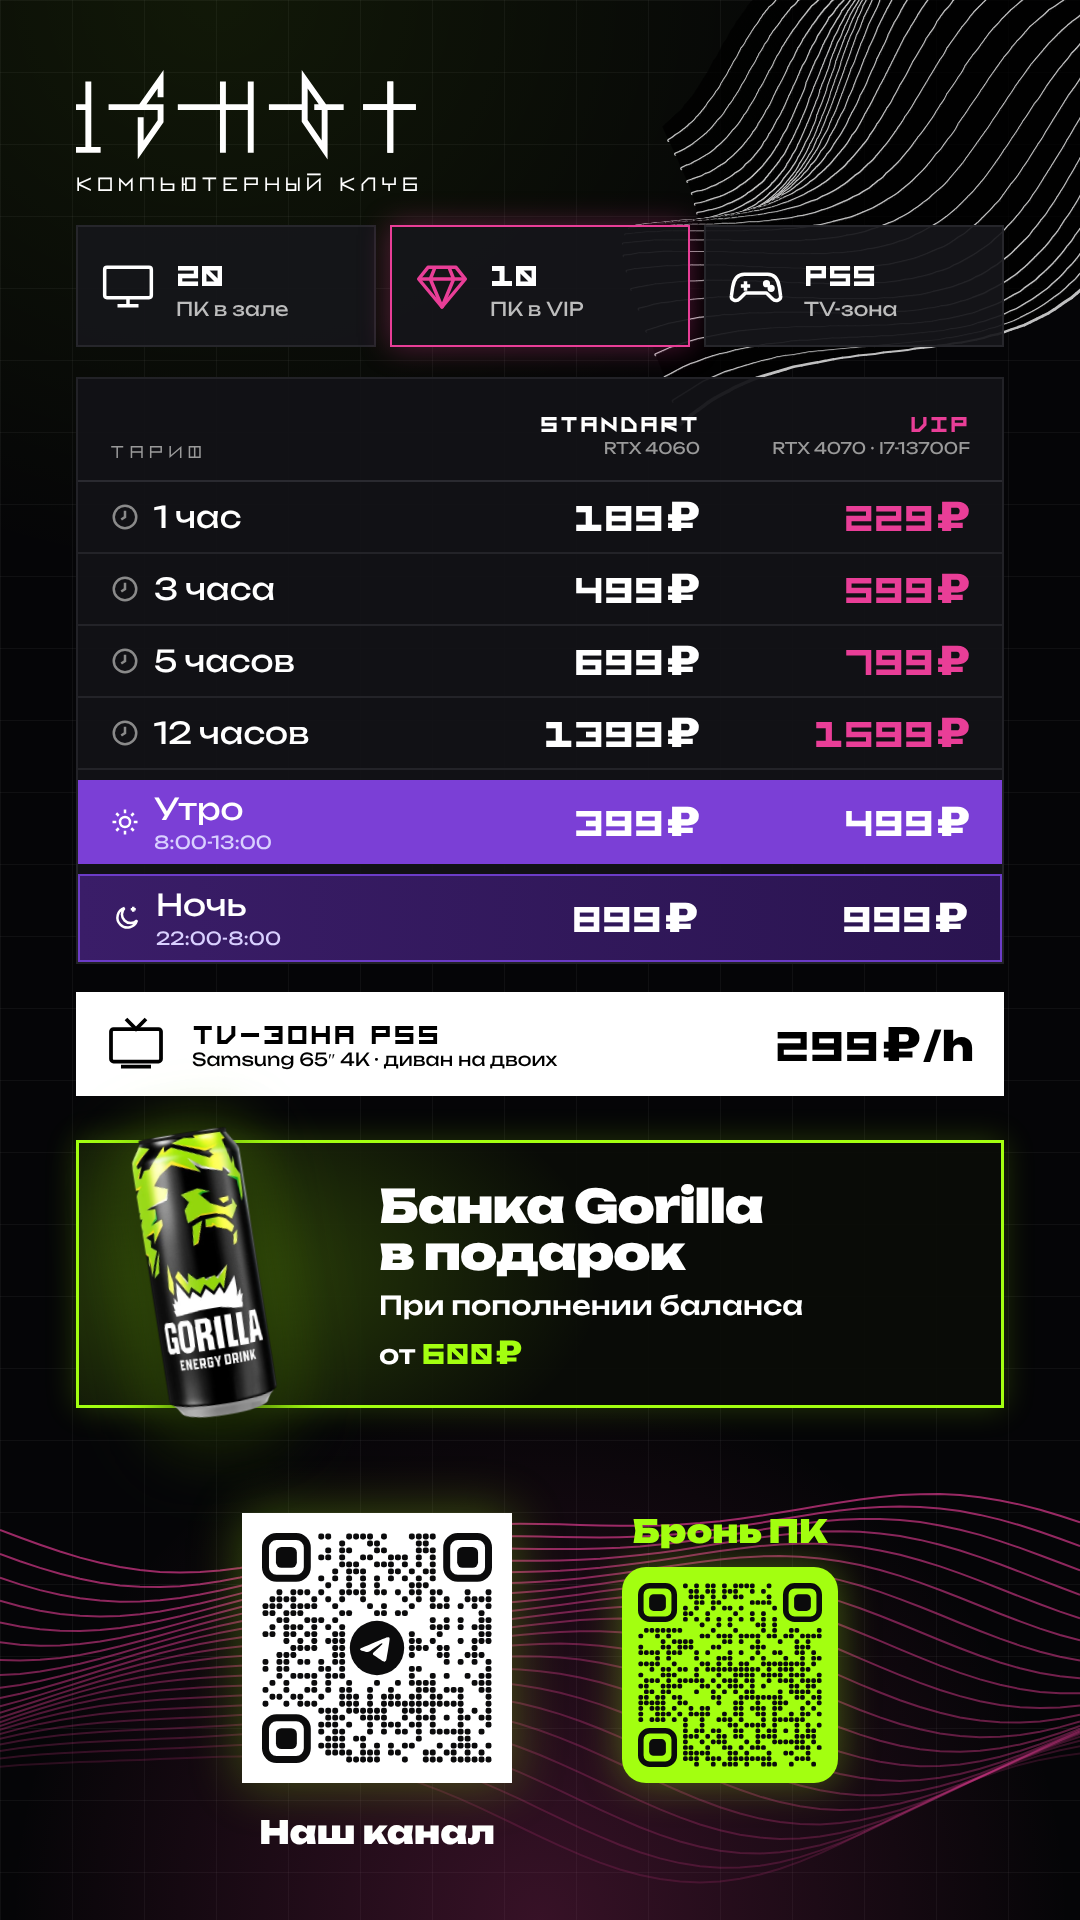 КОМПЬЮТЕРНЫЙ КЛУБ
20
ПК в зале
10
ПК в VIP
PS5
TV-зона
ТАРИФ
STANDART
RTX 4060
VIP
RTX 4070 · I7-13700F
1 час 189₽ 229₽
3 часа 499₽ 599₽
5 часов 699₽ 799₽
12 часов 1399₽ 1599₽
Утро
8:00-13:00
399₽ 499₽
Ночь
22:00-8:00
899₽ 999₽
TV-ЗОНА PS5
Samsung 65″ 4K · диван на двоих
299₽/h
GORILLA
ENERGY DRINK
Банка Gorilla
в подарок
При пополнении баланса
от 600₽
Бронь ПК
Наш канал